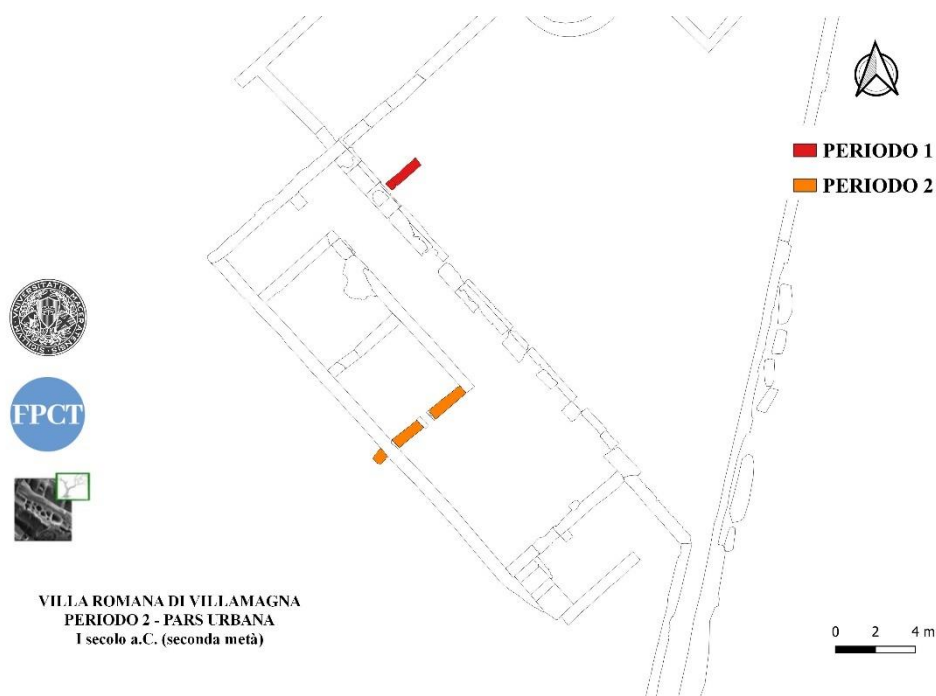 PERIODO 1
PERIODO 2
FPCT
VILLA ROMANA DI VILLAMAGNA
PERIODO 2 - PARS URBANA
I secolo a.C. (seconda metà)
0 2 4 m